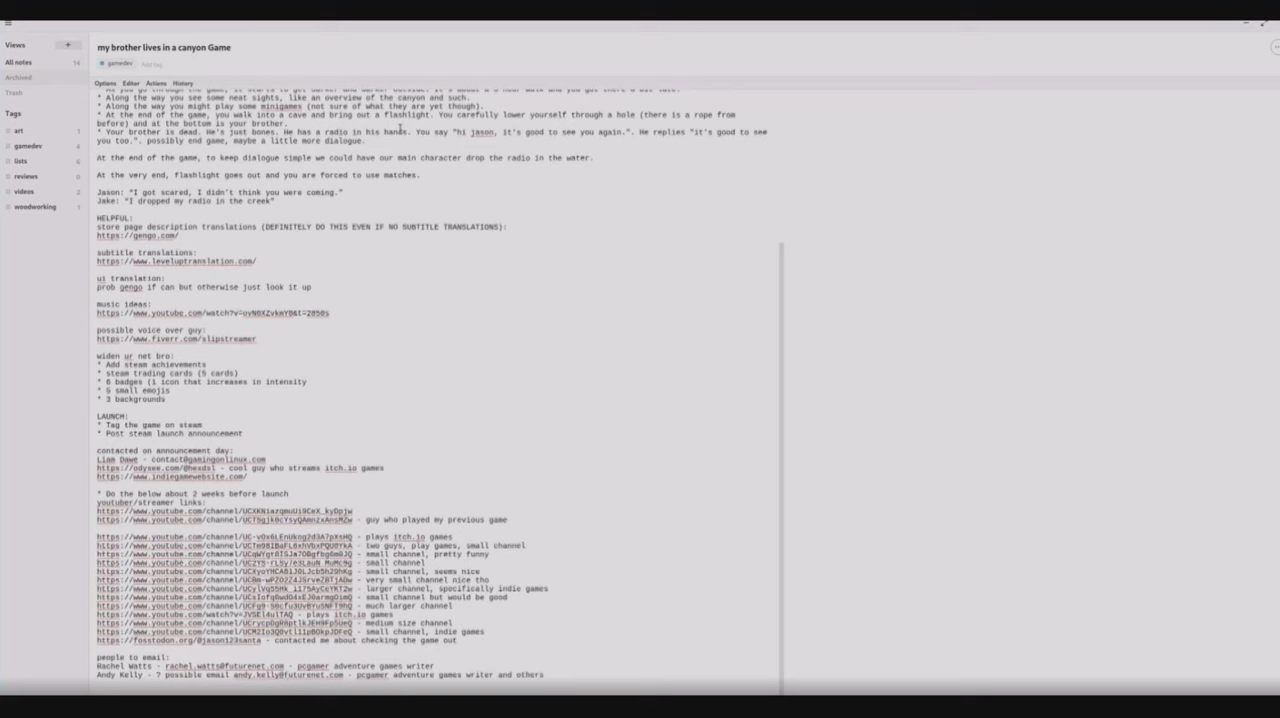 Views
+
All notes 14
Archived
Trash
Tags
art 1
gamedev 4
lists 6
reviews 0
videos 2
woodworking 1
my brother lives in a canyon Game
gamedev Add tag
Options Editor Actions History
* Along the way you see some neat sights, like an overview of the canyon and such.
* Along the way you might play some minigames (not sure of what they are yet though).
* At the end of the game, you walk into a cave and bring out a flashlight. You carefully lower yourself through a hole (there is a rope from
before) and at the bottom is your brother.
* Your brother is dead. He's just bones. He has a radio in his hands. You say "hi jason, it's good to see you again.". He replies "it's good to see
you too.". possibly end game, maybe a little more dialogue.
At the end of the game, to keep dialogue simple we could have our main character drop the radio in the water.
At the very end, flashlight goes out and you are forced to use matches.
Jason: "I got scared, I didn't think you were coming."
Jake: "I dropped my radio in the creek"
HELPFUL:
store page description translations (DEFINITELY DO THIS EVEN IF NO SUBTITLE TRANSLATIONS):
https://gengo.com/
subtitle translations:
https://www.leveluptranslation.com/
ui translation:
prob gengo if can but otherwise just look it up
music ideas:
possible voice over guy:
https://www.fiverr.com/slipstreamer
widen ur net bro:
* Add steam achievements
* steam trading cards (5 cards)
* 6 badges (1 icon that increases in intensity
* 5 small emojis
* 3 backgrounds
LAUNCH:
* Tag the game on steam
* Post steam launch announcement
contacted on announcement day:
Liam Dawe - contact@gamingonlinux.com
https://odysee.com/@hexdsl - cool guy who streams itch.io games
https://www.indiegamewebsite.com/
* Do the below about 2 weeks before launch
youtuber/streamer links:
- guy who played my previous game
- plays itch.io games
- two guys, play games, small channel
- small channel, pretty funny
- small channel
- small channel, seems nice
- very small channel nice tho
- larger channel, specifically indie games
- small channel but would be good
- much larger channel
- plays itch.io games
- medium size channel
- small channel, indie games
https://fosstodon.org/@jason123santa - contacted me about checking the game out
people to email:
Rachel Watts - rachel.watts@futurenet.com - pcgamer adventure games writer
Andy Kelly - ? possible email andy.kelly@futurenet.com - pcgamer adventure games writer and others